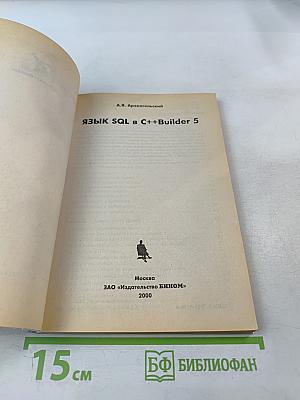 А.Я. Архангельский
ЯЗЫК SQL в C++Builder 5
Москва
ЗАО «Издательство БИНОМ»
2000
15 см
БФ БИБЛИОФАН